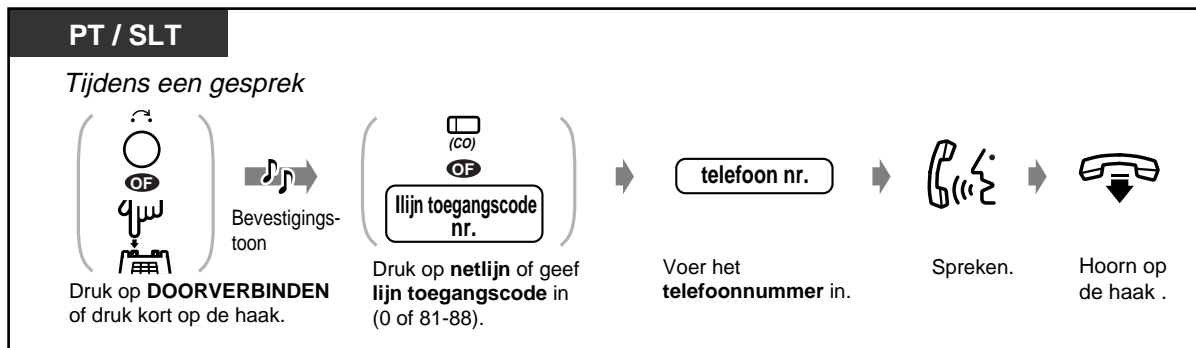 PT / SLT
Tijdens een gesprek
OF
Bevestigings-
toon
(CO)
OF
llijn toegangscode
nr.
telefoon nr.
Druk op DOORVERBINDEN
of druk kort op de haak.
Druk op netlijn of geef
lijn toegangscode in
(0 of 81-88).
Voer het
telefoonnummer in.
Spreken.
Hoorn op
de haak .